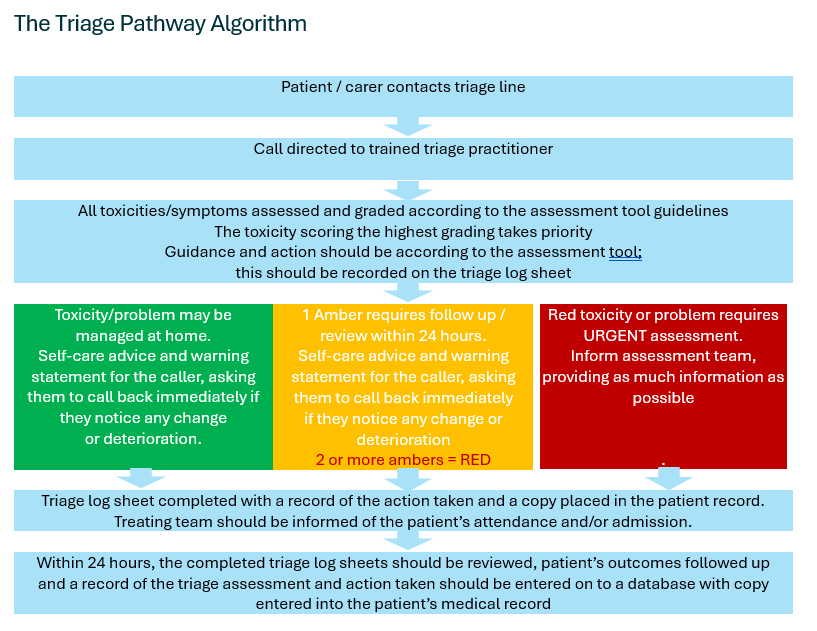 The Triage Pathway Algorithm
Patient / carer contacts triage line
Call directed to trained triage practitioner
All toxicities/symptoms assessed and graded according to the assessment tool guidelines
The toxicity scoring the highest grading takes priority
Guidance and action should be according to the assessment tool;
this should be recorded on the triage log sheet
Toxicity/problem may be
managed at home.
Self-care advice and warning
statement for the caller, asking
them to call back immediately if
they notice any change
or deterioration.
1 Amber requires follow up /
review within 24 hours.
Self-care advice and warning
statement for the caller, asking
them to call back immediately
if they notice any change or
deterioration
2 or more ambers = RED
Red toxicity or problem requires
URGENT assessment.
Inform assessment team,
providing as much information as
possible
.
Triage log sheet completed with a record of the action taken and a copy placed in the patient record.
Treating team should be informed of the patient’s attendance and/or admission.
Within 24 hours, the completed triage log sheets should be reviewed, patient’s outcomes followed up
and a record of the triage assessment and action taken should be entered on to a database with copy
entered into the patient’s medical record